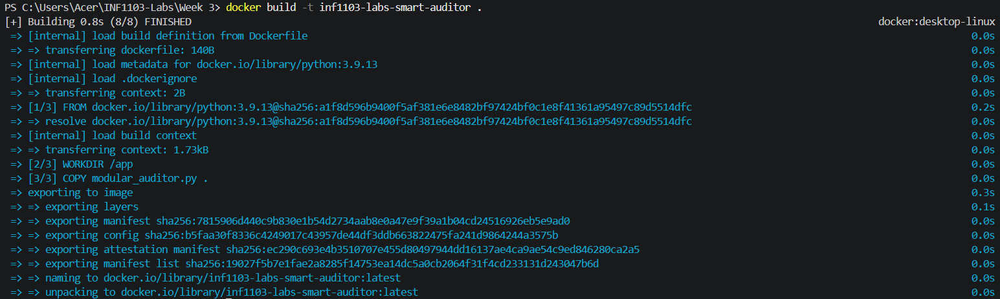 PS C:\Users\Acer\INF1103-Labs\Week 3> docker build -t inf1103-labs-smart-auditor .
[+] Building 0.8s (8/8) FINISHED docker:desktop-linux
=> [internal] load build definition from Dockerfile 0.0s
=> => transferring dockerfile: 140B 0.0s
=> [internal] load metadata for docker.io/library/python:3.9.13 0.0s
=> [internal] load .dockerignore 0.0s
=> => transferring context: 2B 0.0s
=> [1/3] FROM docker.io/library/python:3.9.13@sha256:a1f8d596b9400f5af381e6e8482bf97424bf0c1e8f41361a95497c89d5514dfc 0.2s
=> => resolve docker.io/library/python:3.9.13@sha256:a1f8d596b9400f5af381e6e8482bf97424bf0c1e8f41361a95497c89d5514dfc 0.0s
=> [internal] load build context 0.0s
=> => transferring context: 1.73kB 0.0s
=> [2/3] WORKDIR /app 0.0s
=> [3/3] COPY modular_auditor.py . 0.0s
=> exporting to image 0.3s
=> => exporting layers 0.1s
=> => exporting manifest sha256:7815906d440c9b830e1b54d2734aab8e0a47e9f39a1b04cd24516926eb5e9ad0 0.0s
=> => exporting config sha256:b5faa30f8336c4249017c43957de44df3ddb663822475fa241d9864244a3575b 0.0s
=> => exporting attestation manifest sha256:ec290c693e4b3510707e455d80497944dd16137ae4ca9ae54c9ed846280ca2a5 0.0s
=> => exporting manifest list sha256:19027f5b7e1fae2a8285f14753ea14dc5a0cb2064f31f4cd233131d243047b6d 0.0s
=> => naming to docker.io/library/inf1103-labs-smart-auditor:latest 0.0s
=> => unpacking to docker.io/library/inf1103-labs-smart-auditor:latest 0.0s